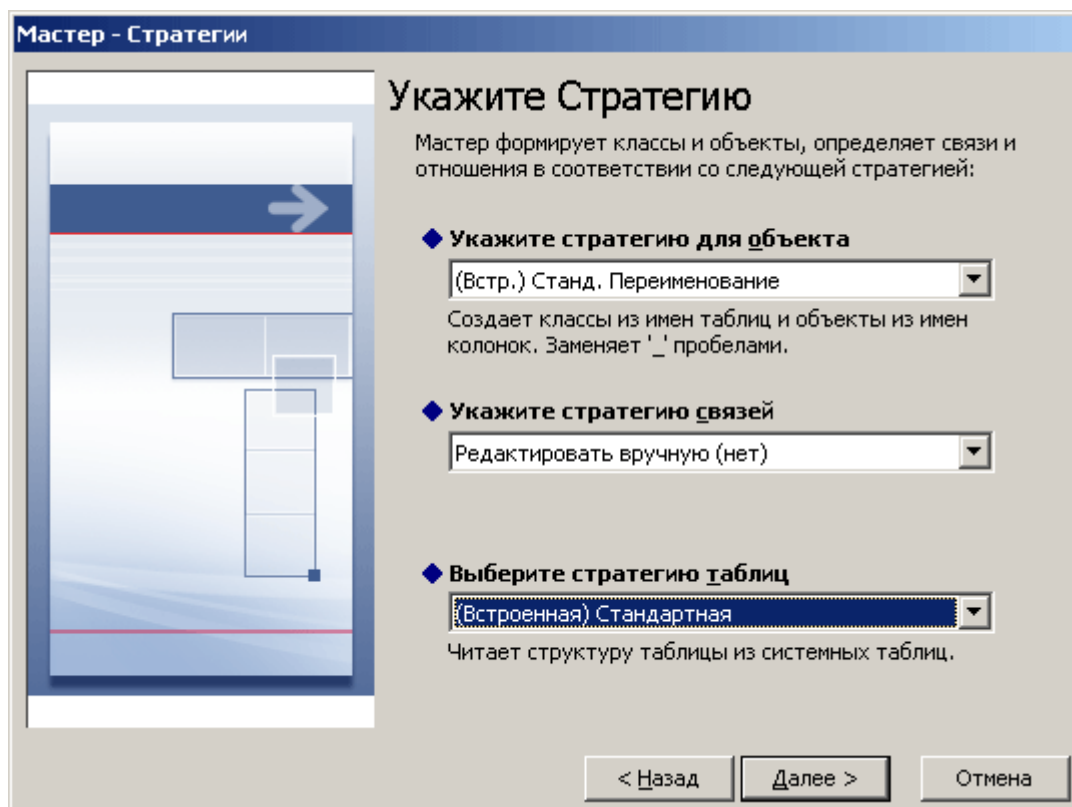 Мастер - Стратегии
Укажите Стратегию
Мастер формирует классы и объекты, определяет связи и
отношения в соответствии со следующей стратегией:
Укажите стратегию для объекта
(Встр.) Станд. Переименование
Создает классы из имен таблиц и объекты из имен
колонок. Заменяет '_' пробелами.
Укажите стратегию связей
Редактировать вручную (нет)
Выберите стратегию таблиц
(Встроенная) Стандартная
Читает структуру таблицы из системных таблиц.
< Назад Далее > Отмена